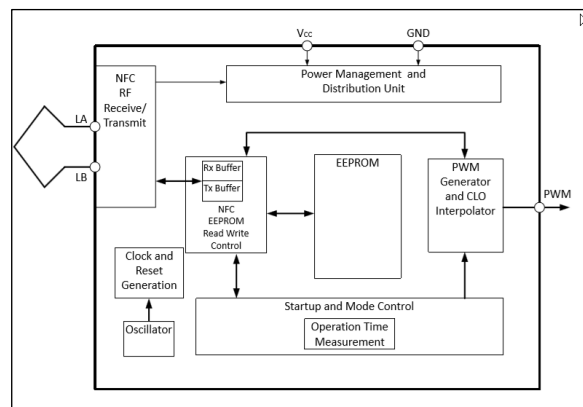 Vcc
GND
NFC
RF
Receive/
Transmit
Power Management and
Distribution Unit
LA
LB
Rx Buffer
Tx Buffer
NFC
EEPROM
Read Write
Control
EEPROM
PWM
Generator
and CLO
Interpolator
PWM
Clock and
Reset
Generation
Oscillator
Startup and Mode Control
Operation Time
Measurement